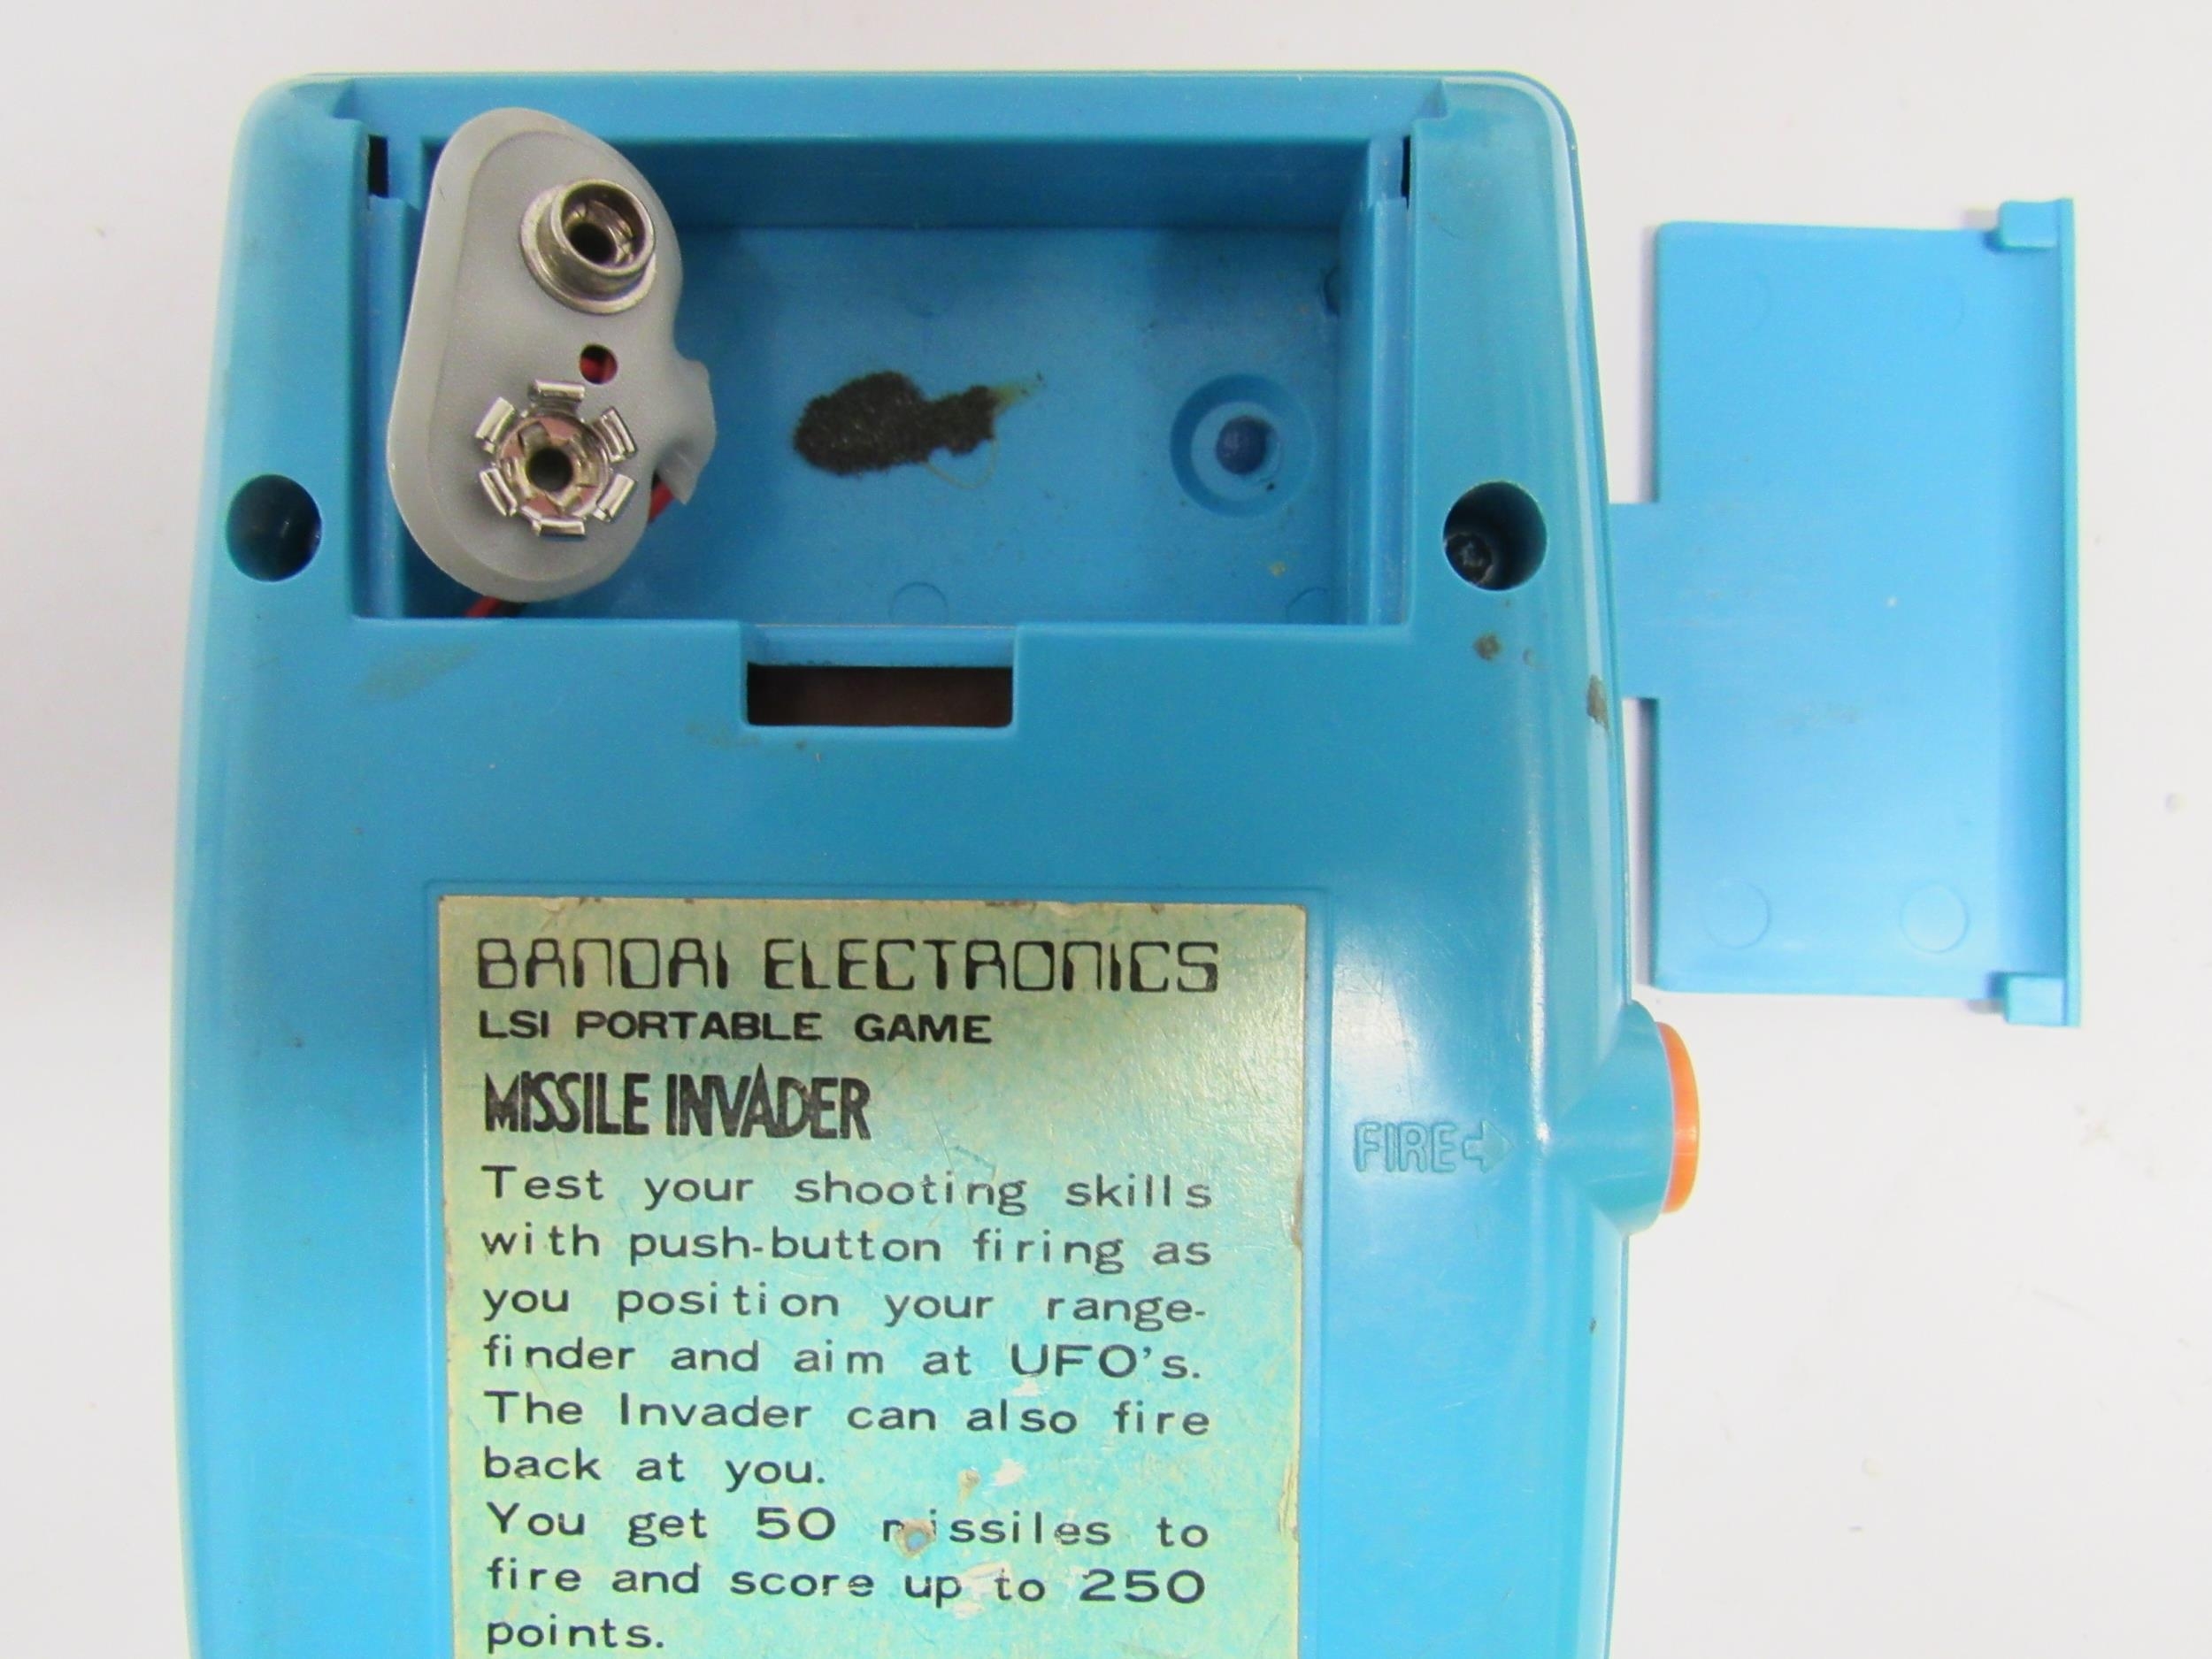 BANDAI ELECTRONICS
LSI PORTABLE GAME
MISSILE INVADER
Test your shooting skills
with push-button firing as
you position your range-
finder and aim at UFO's.
The Invader can also fire
back at you.
You get 50 missiles to
fire and score up to 250
points.
FIRE